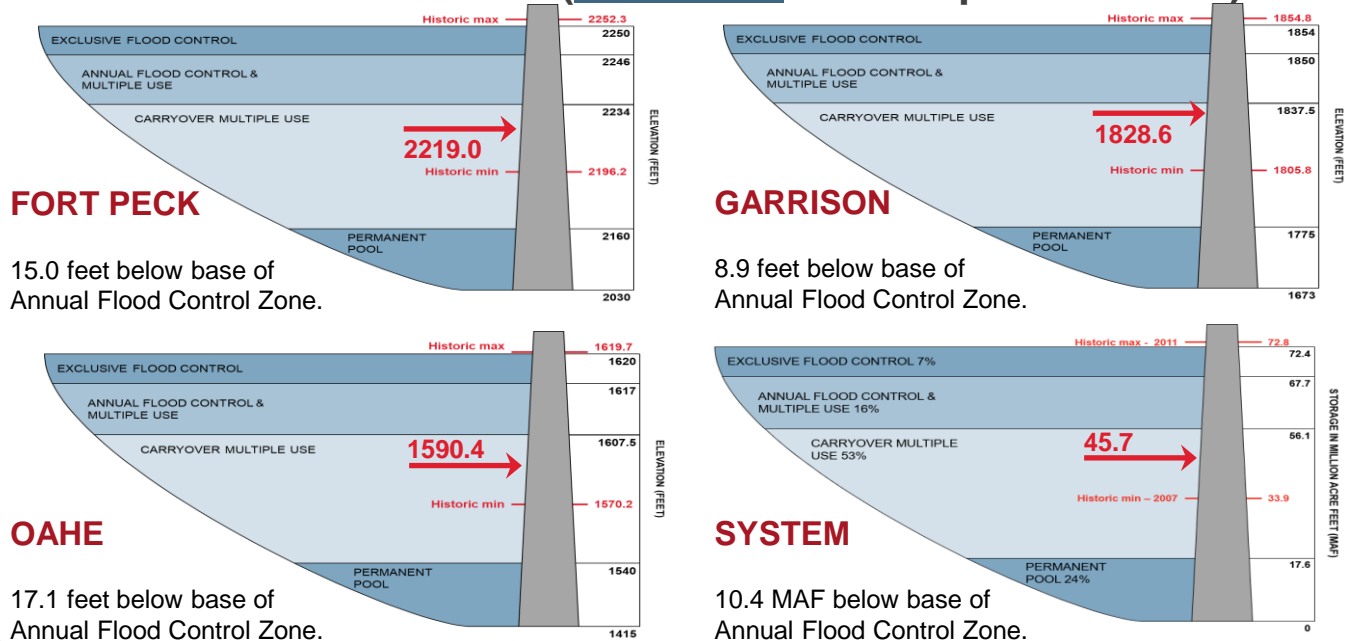 Historic max
2252.3
2250
EXCLUSIVE FLOOD CONTROL
2246
ANNUAL FLOOD CONTROL &
MULTIPLE USE
2234
CARRYOVER MULTIPLE USE
2219.0
Historic min
2196.2
FORT PECK
2160
PERMANENT
POOL
15.0 feet below base of
Annual Flood Control Zone.
2030
ELEVATION (FEET)
Historic max
1854.8
1854
EXCLUSIVE FLOOD CONTROL
1850
ANNUAL FLOOD CONTROL &
MULTIPLE USE
1837.5
CARRYOVER MULTIPLE USE
1828.6
Historic min
1805.8
GARRISON
1775
PERMANENT
POOL
8.9 feet below base of
Annual Flood Control Zone.
1673
ELEVATION (FEET)
Historic max
1619.7
1620
EXCLUSIVE FLOOD CONTROL
1617
ANNUAL FLOOD CONTROL &
MULTIPLE USE
1607.5
CARRYOVER MULTIPLE USE
1590.4
Historic min
1570.2
OAHE
1540
PERMANENT
POOL
17.1 feet below base of
Annual Flood Control Zone.
1415
ELEVATION (FEET)
Historic max - 2011
72.8
72.4
EXCLUSIVE FLOOD CONTROL 7%
67.7
ANNUAL FLOOD CONTROL &
MULTIPLE USE 16%
56.1
CARRYOVER MULTIPLE
USE 53%
45.7
Historic min – 2007
33.9
SYSTEM
17.6
PERMANENT
POOL 24%
10.4 MAF below base of
Annual Flood Control Zone.
0
STORAGE IN MILLION ACRE FEET (MAF)